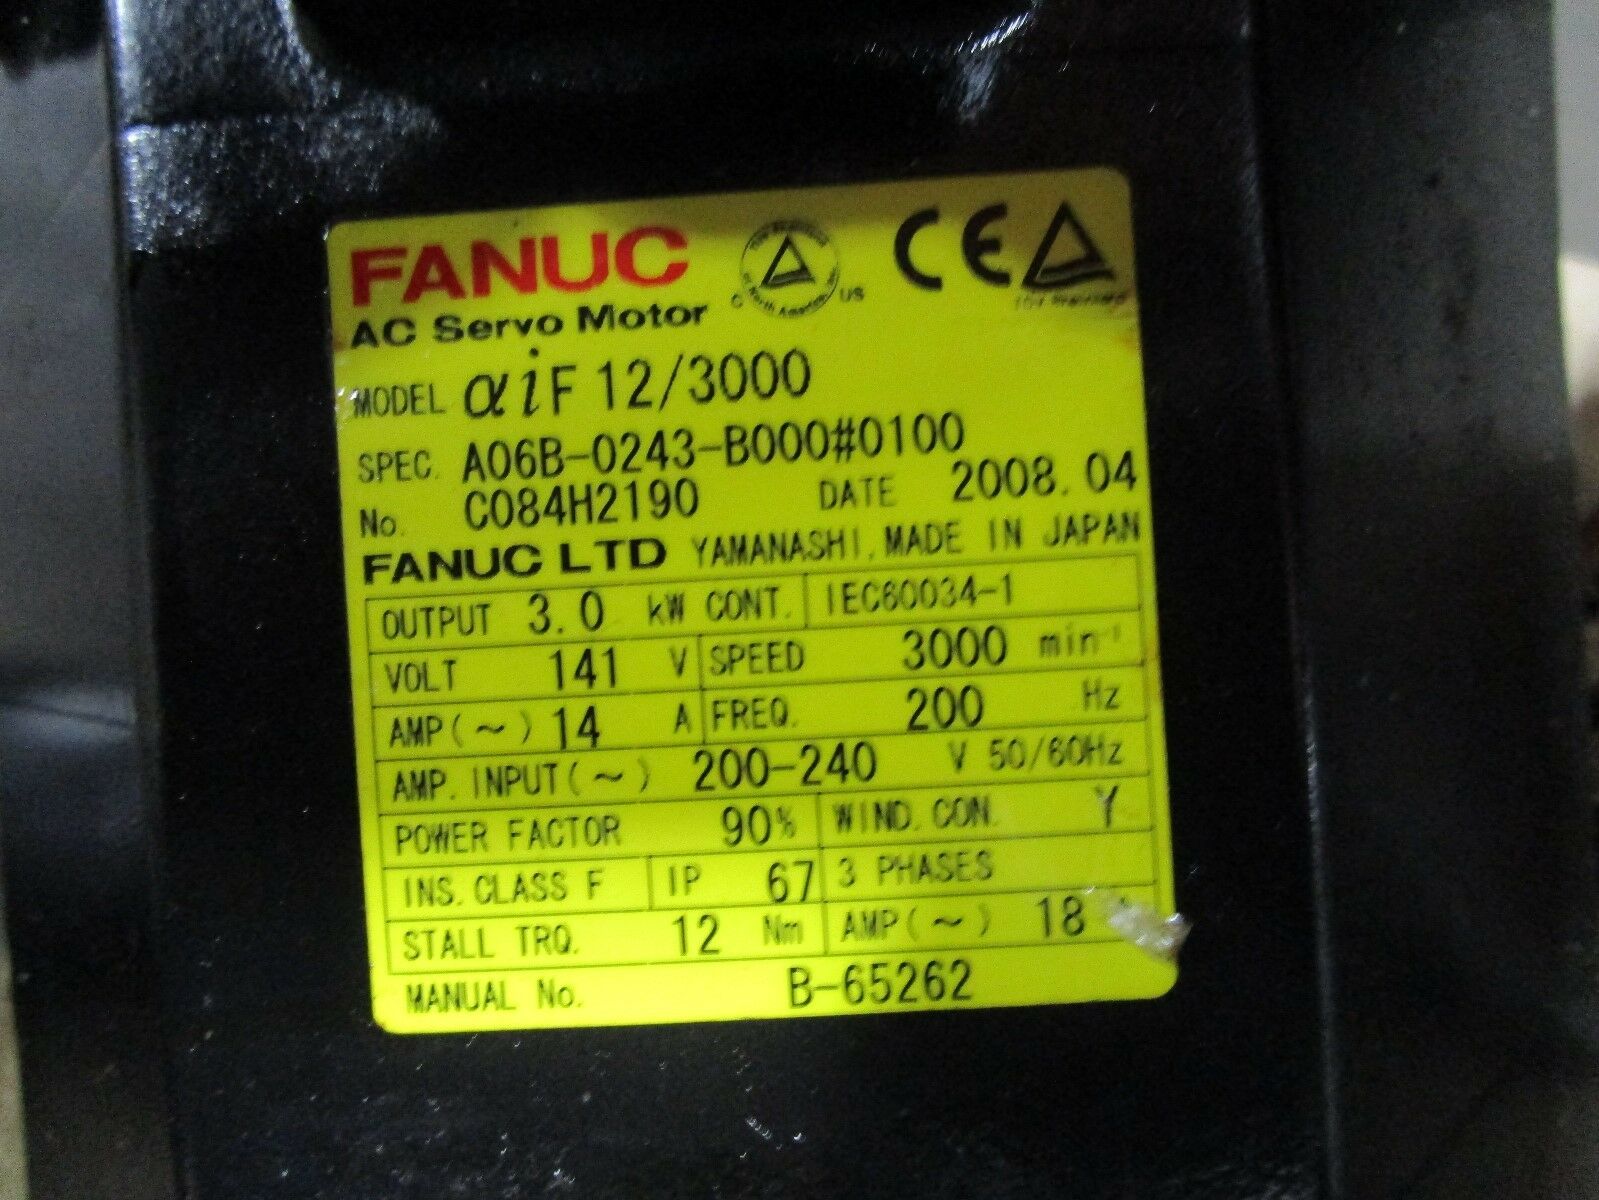 FANUC
AC Servo Motor
C US
CE
MODEL αiF 12/3000
SPEC. A06B-0243-B000#0100
No. C084H2190 DATE 2008.04
FANUC LTD YAMANASHI, MADE IN JAPAN
OUTPUT 3.0 kW CONT. IEC60034-1
VOLT 141 V SPEED 3000 min⁻¹
AMP(~) 14 A FREQ. 200 Hz
AMP. INPUT(~) 200-240 V 50/60Hz
POWER FACTOR 90% WIND. CON. Y
INS. CLASS F IP 67 3 PHASES
STALL TRQ. 12 Nm AMP(~) 18
MANUAL No. B-65262